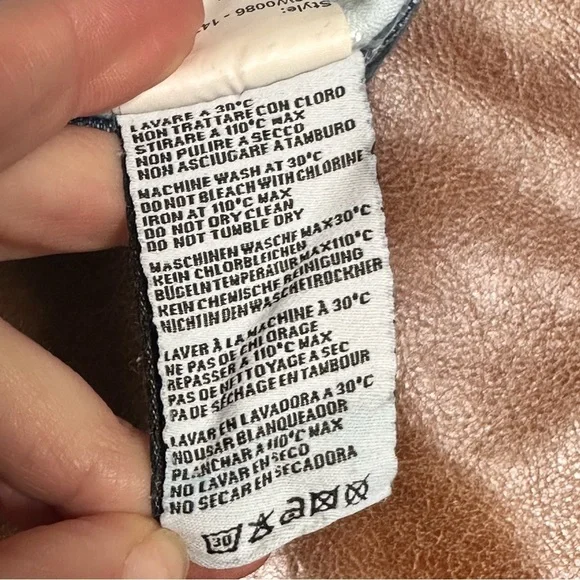 Style:
LAVARE A 30°C
NON TRATTARE CON CLORO
STIRARE A 110°C MAX
NON PULIRE A SECCO
NON ASCIUGARE A TAMBURO
MACHINE WASH AT 30°C
DO NOT BLEACH WITH CHLORINE
IRON AT 110°C MAX
DO NOT DRY CLEAN
DO NOT TUMBLE DRY
MASCHINEN WASCHE MAX 30°C
KEIN CHLORBLEICHEN
BÜGELN TEMPERATUR MAX 110°C
KEIN CHEMISCHE REINIGUNG
NICHT IN DEN WASCHETROCKNER
LAVER À LA MACHINE À 30°C
NE PAS DE CHLORAGE
REPASSER A 110°C MAX
PAS DE NETTOYAGE A SEC
PA DE SÉCHAGE EN TAMBOUR
LAVAR EN LAVADORA A 30°C
NO USAR BLANQUEADOR
PLANCHAR A 110°C MAX
NO LAVAR EN SECO
NO SECAR EN SECADORA
30